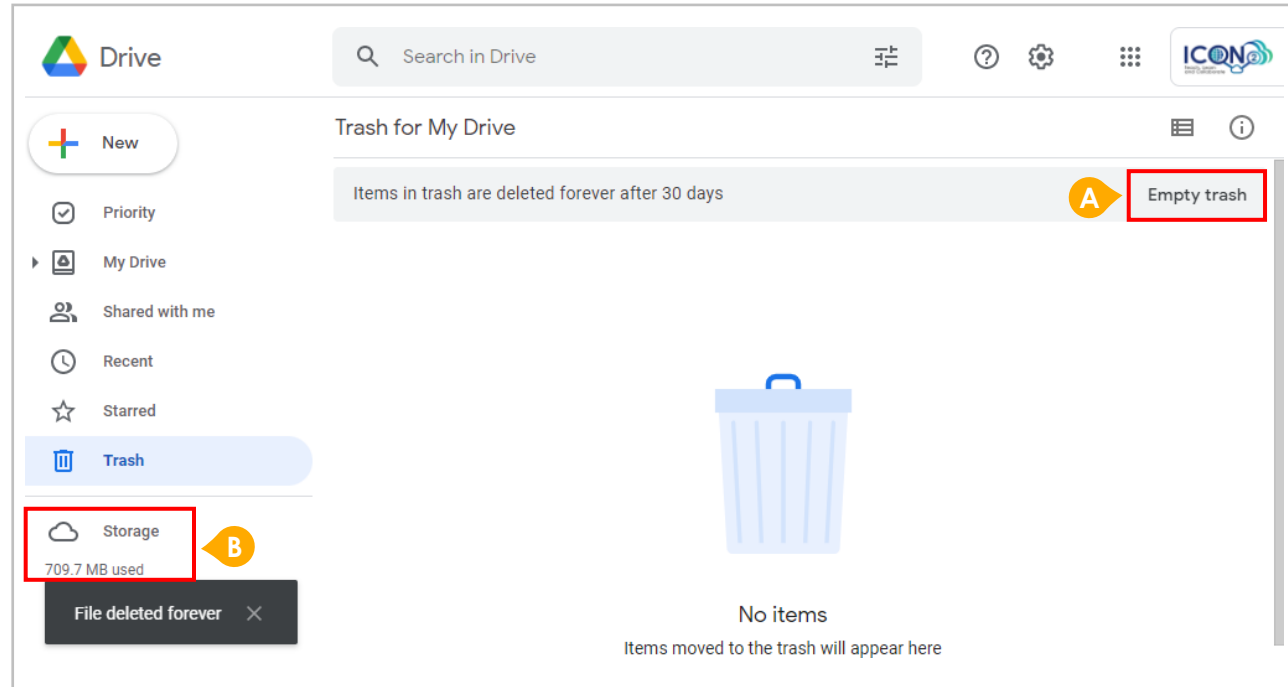 Drive
Search in Drive
ICON2
New
Trash for My Drive
Items in trash are deleted forever after 30 days
A
Empty trash
Priority
My Drive
Shared with me
Recent
Starred
Trash
Storage
B
709.7 MB used
File deleted forever
No items
Items moved to the trash will appear here